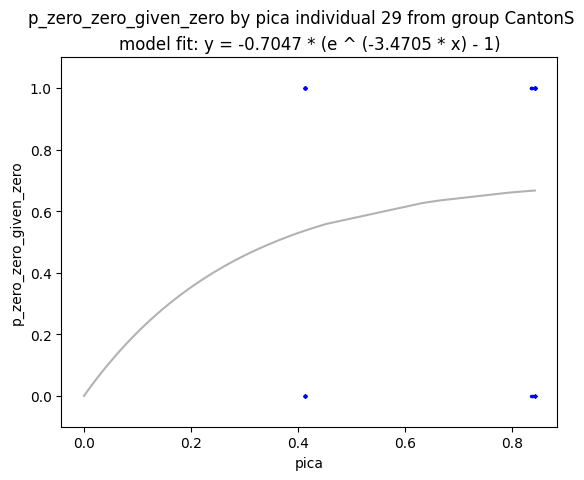 p_zero_zero_given_zero by pica individual 29 from group CantonS
model fit: y = -0.7047 * (e ^ (-3.4705 * x) - 1)
1.0
0.8
0.6
0.4
0.2
0.0
p_zero_zero_given_zero
0.0 0.2 0.4 0.6 0.8
pica